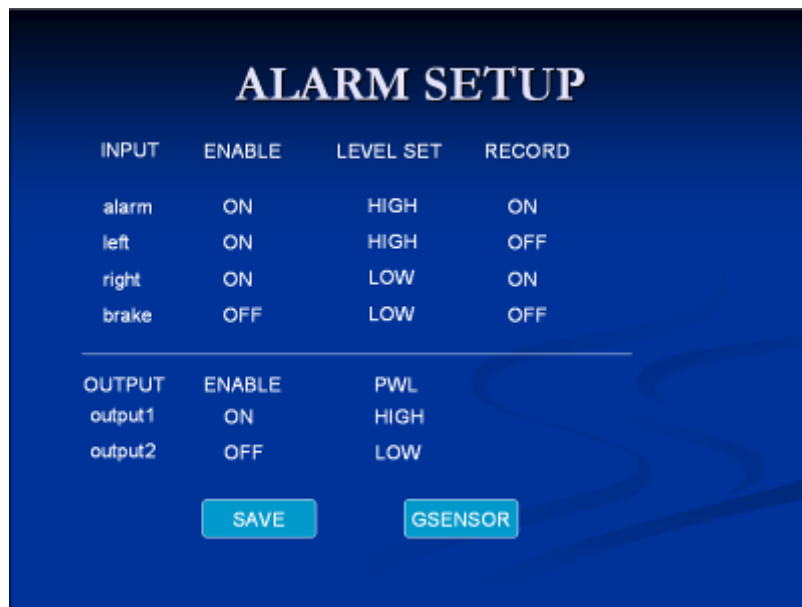 ALARM SETUP
INPUT ENABLE LEVEL SET RECORD
alarm ON HIGH ON
left ON HIGH OFF
right ON LOW ON
brake OFF LOW OFF
OUTPUT ENABLE PWL
output1 ON HIGH
output2 OFF LOW
SAVE GSENSOR